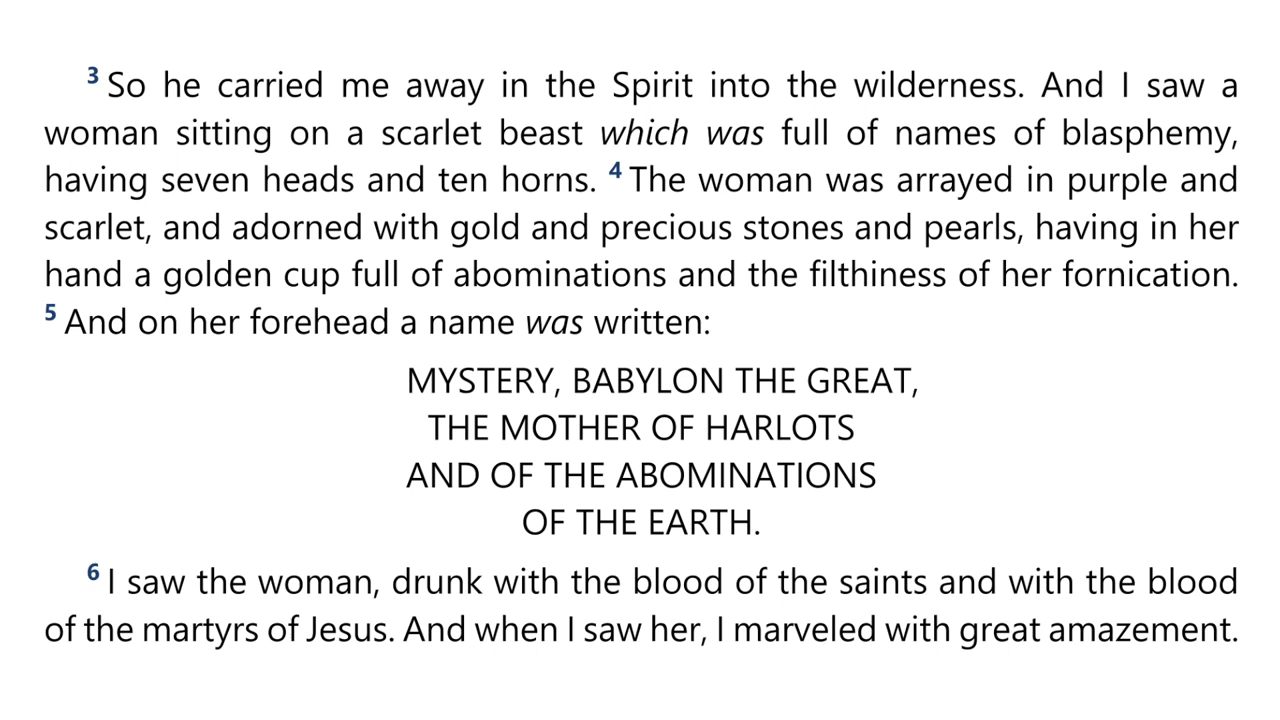 3 So he carried me away in the Spirit into the wilderness. And I saw a
woman sitting on a scarlet beast which was full of names of blasphemy,
having seven heads and ten horns. 4 The woman was arrayed in purple and
scarlet, and adorned with gold and precious stones and pearls, having in her
hand a golden cup full of abominations and the filthiness of her fornication.
5 And on her forehead a name was written:
MYSTERY, BABYLON THE GREAT,
THE MOTHER OF HARLOTS
AND OF THE ABOMINATIONS
OF THE EARTH.
6 I saw the woman, drunk with the blood of the saints and with the blood
of the martyrs of Jesus. And when I saw her, I marveled with great amazement.